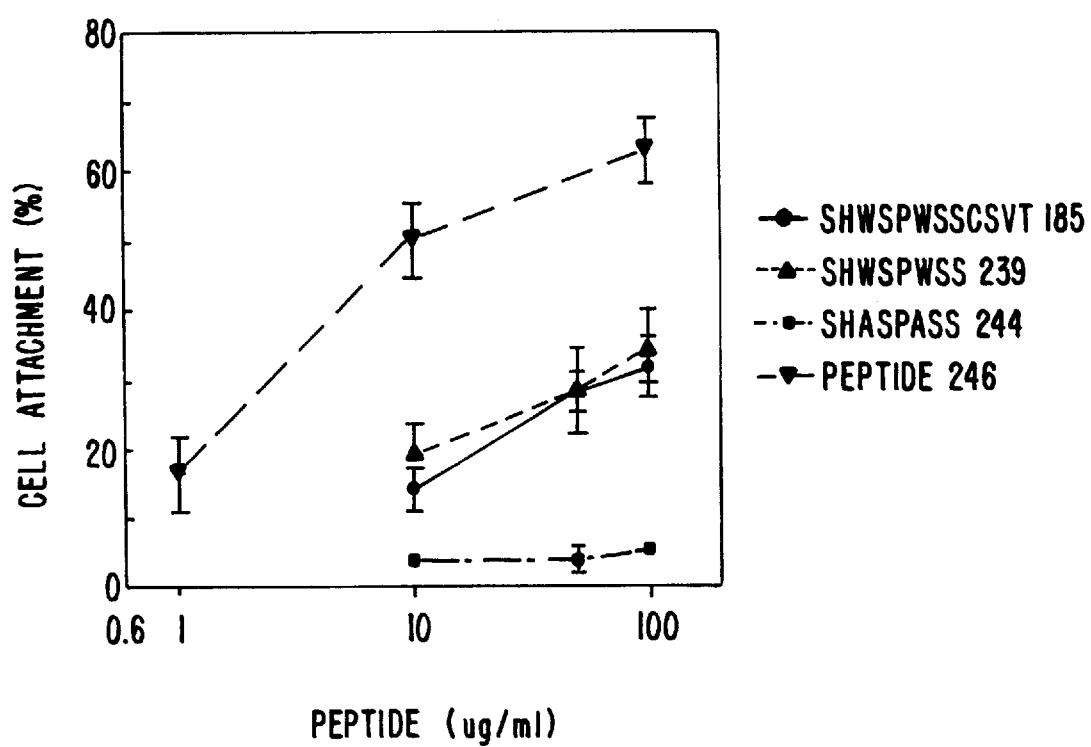 80
60
40
20
0
CELL ATTACHMENT (%)
0.6 1 10 100
PEPTIDE (ug/ml)
SHWSPWSSCSVT 185
SHWSPWSS 239
SHASPASS 244
PEPTIDE 246